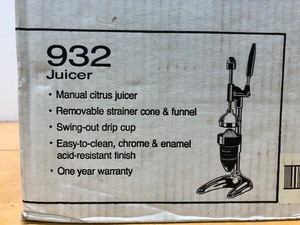 932
Juicer
• Manual citrus juicer
• Removable strainer cone & funnel
• Swing-out drip cup
• Easy-to-clean, chrome & enamel
acid-resistant finish
• One year warranty